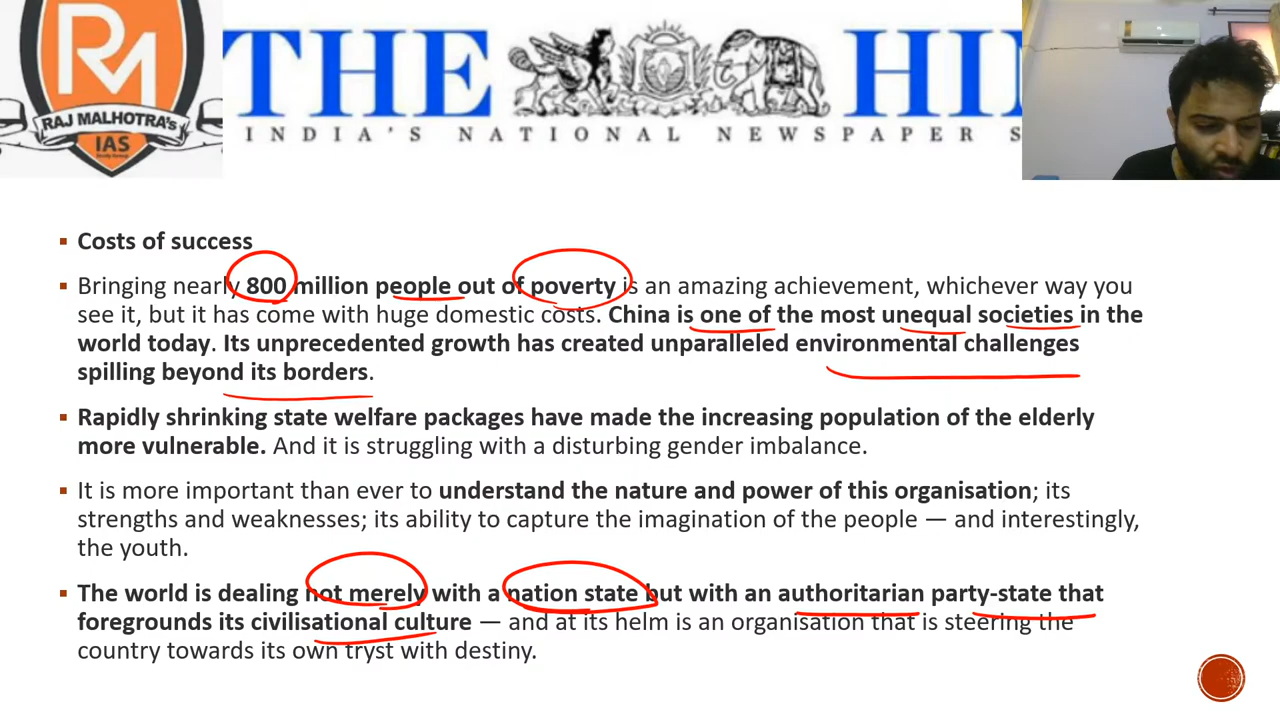 RM
RAJ MALHOTRA'S
IAS
THE HI
INDIA'S NATIONAL NEWSPAPER S
▪ Costs of success
▪ Bringing nearly 800 million people out of poverty is an amazing achievement, whichever way you
see it, but it has come with huge domestic costs. China is one of the most unequal societies in the
world today. Its unprecedented growth has created unparalleled environmental challenges
spilling beyond its borders.
▪ Rapidly shrinking state welfare packages have made the increasing population of the elderly
more vulnerable. And it is struggling with a disturbing gender imbalance.
▪ It is more important than ever to understand the nature and power of this organisation; its
strengths and weaknesses; its ability to capture the imagination of the people — and interestingly,
the youth.
▪ The world is dealing not merely with a nation state but with an authoritarian party-state that
foregrounds its civilisational culture — and at its helm is an organisation that is steering the
country towards its own tryst with destiny.